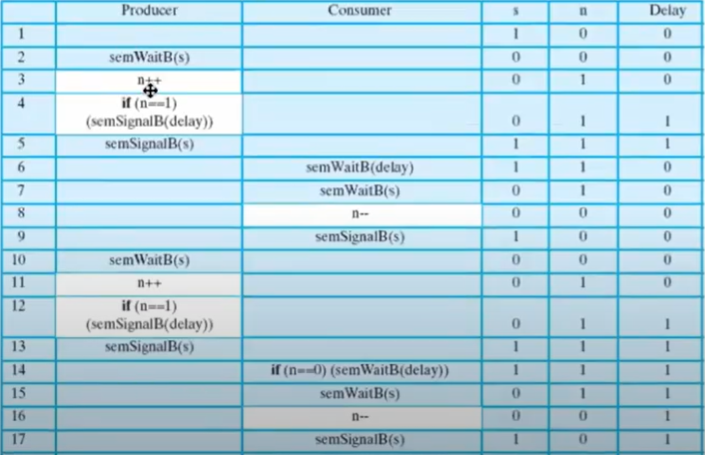 Producer Consumer s n Delay
1 1 0 0
2 semWaitB(s) 0 0 0
3 n++ 0 1 0
4 if (n==1)
(semSignalB(delay)) 0 1 1
5 semSignalB(s) 1 1 1
6 semWaitB(delay) 1 1 0
7 semWaitB(s) 0 1 0
8 n-- 0 0 0
9 semSignalB(s) 1 0 0
10 semWaitB(s) 0 0 0
11 n++ 0 1 0
12 if (n==1)
(semSignalB(delay)) 0 1 1
13 semSignalB(s) 1 1 1
14 if (n==0) (semWaitB(delay)) 1 1 1
15 semWaitB(s) 0 1 1
16 n-- 0 0 1
17 semSignalB(s) 1 0 1